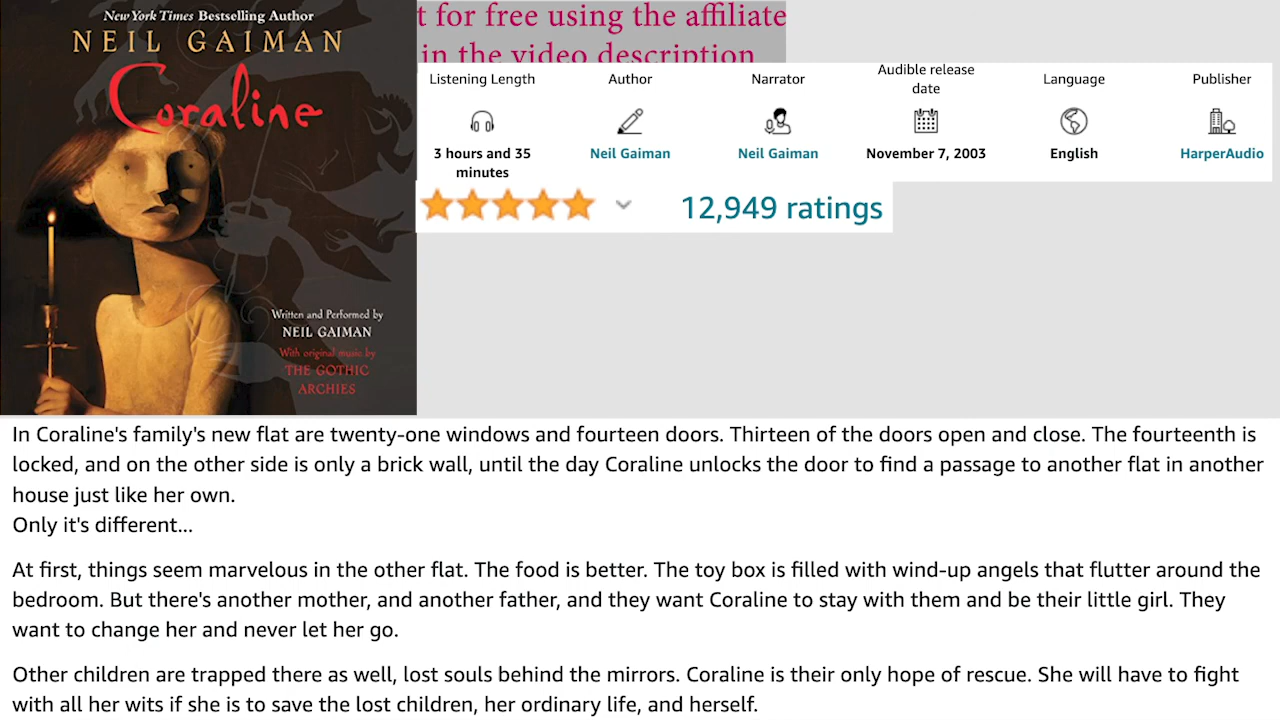 New York Times Bestselling Author
NEIL GAIMAN
Coraline
Written and Performed by
NEIL GAIMAN
With original music by
THE GOTHIC
ARCHIES
t for free using the affiliate
in the video description
Listening Length
Author
Narrator
Audible release
date
Language
Publisher
3 hours and 35
minutes
Neil Gaiman
Neil Gaiman
November 7, 2003
English
HarperAudio
12,949 ratings
In Coraline's family's new flat are twenty-one windows and fourteen doors. Thirteen of the doors open and close. The fourteenth is
locked, and on the other side is only a brick wall, until the day Coraline unlocks the door to find a passage to another flat in another
house just like her own.
Only it's different...
At first, things seem marvelous in the other flat. The food is better. The toy box is filled with wind-up angels that flutter around the
bedroom. But there's another mother, and another father, and they want Coraline to stay with them and be their little girl. They
want to change her and never let her go.
Other children are trapped there as well, lost souls behind the mirrors. Coraline is their only hope of rescue. She will have to fight
with all her wits if she is to save the lost children, her ordinary life, and herself.